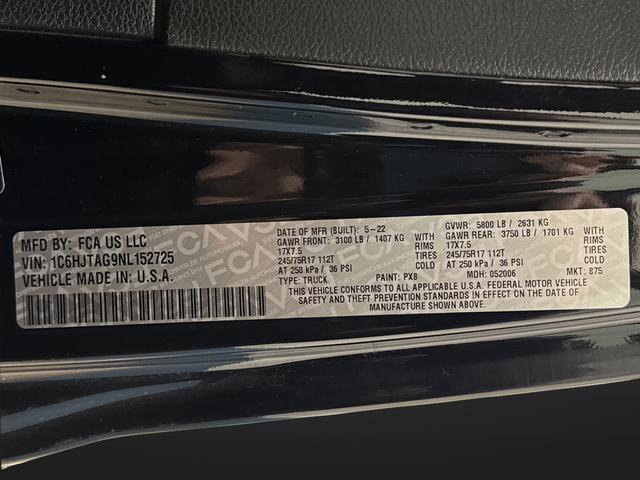 MFD BY: FCA US LLC
VIN: 1C6HJTAG9NL152725
VEHICLE MADE IN U.S.A.
DATE OF MFR (BUILT): 5-22 GVWR: 5800 LB / 2631 KG
GAWR FRONT: 3100 LB / 1407 KG WITH GAWR REAR: 3750 LB / 1701 KG WITH
17X7.5 RIMS 17X7.5 RIMS
245/75R17 112T TIRES 245/75R17 112T TIRES
AT 250 kPa / 36 PSI COLD AT 250 kPa / 36 PSI COLD
TYPE: TRUCK PAINT: PX8 MDH: 052006 MKT: 875
THIS VEHICLE CONFORMS TO ALL APPLICABLE U.S.A. FEDERAL MOTOR VEHICLE
SAFETY AND THEFT PREVENTION STANDARDS IN EFFECT ON THE DATE OF
MANUFACTURE SHOWN ABOVE.